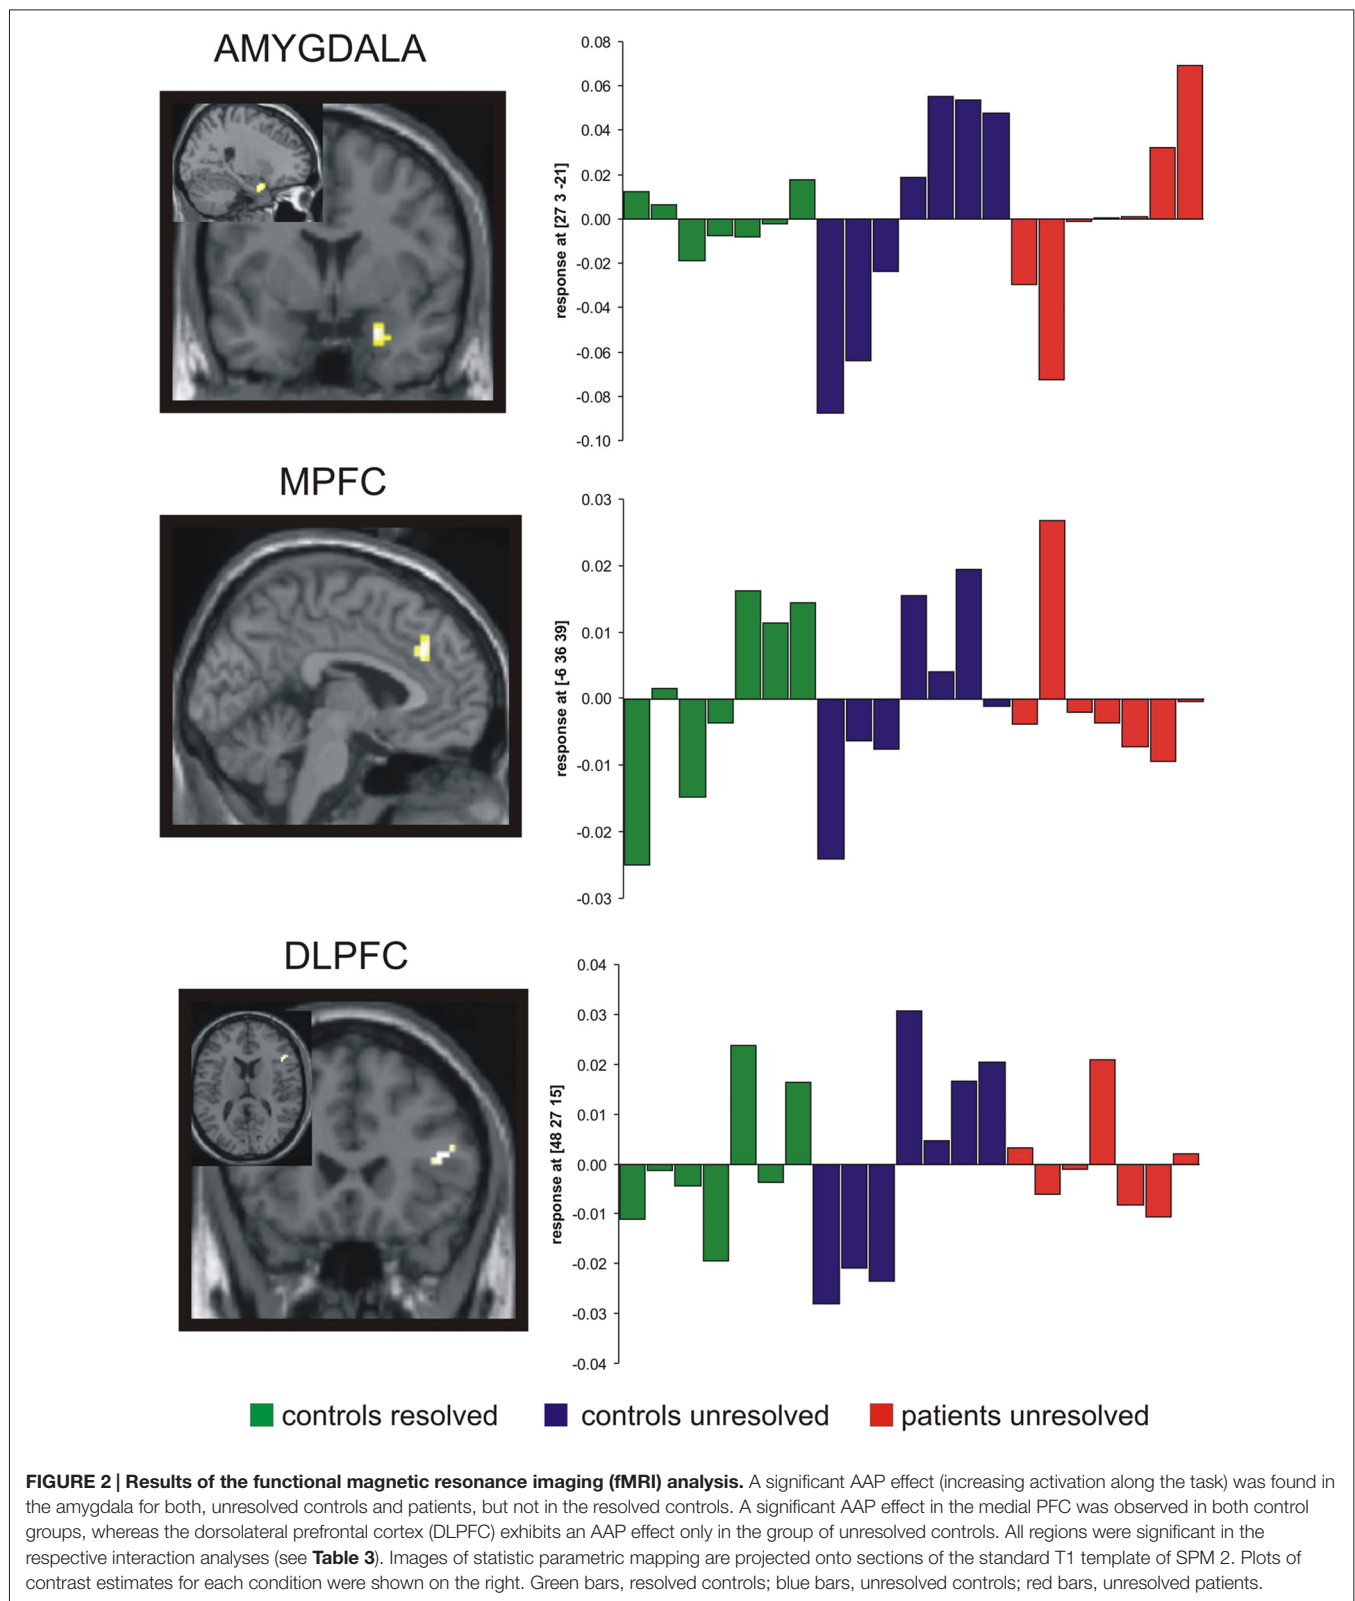 AMYGDALA
0.08
0.06
0.04
0.02
0.00
-0.02
-0.04
-0.06
-0.08
-0.10
response at [27 3 -21]
MPFC
0.03
0.02
0.01
0.00
-0.01
-0.02
-0.03
response at [-6 36 39]
DLPFC
0.04
0.03
0.02
0.01
0.00
-0.01
-0.02
-0.03
-0.04
response at [48 27 15]
controls resolved controls unresolved patients unresolved
FIGURE 2 | Results of the functional magnetic resonance imaging (fMRI) analysis. A significant AAP effect (increasing activation along the task) was found in
the amygdala for both, unresolved controls and patients, but not in the resolved controls. A significant AAP effect in the medial PFC was observed in both control
groups, whereas the dorsolateral prefrontal cortex (DLPFC) exhibits an AAP effect only in the group of unresolved controls. All regions were significant in the
respective interaction analyses (see Table 3). Images of statistic parametric mapping are projected onto sections of the standard T1 template of SPM 2. Plots of
contrast estimates for each condition were shown on the right. Green bars, resolved controls; blue bars, unresolved controls; red bars, unresolved patients.